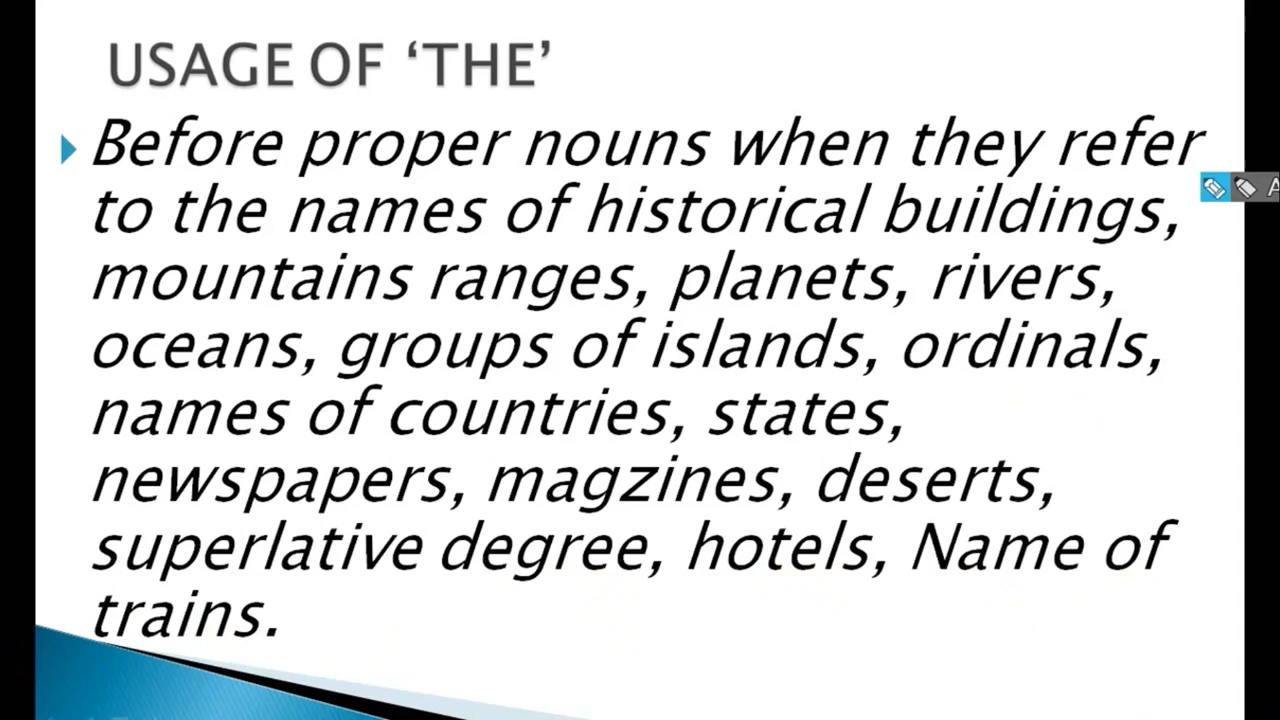 USAGE OF ‘THE’
Before proper nouns when they refer
to the names of historical buildings,
mountains ranges, planets, rivers,
oceans, groups of islands, ordinals,
names of countries, states,
newspapers, magzines, deserts,
superlative degree, hotels, Name of
trains.